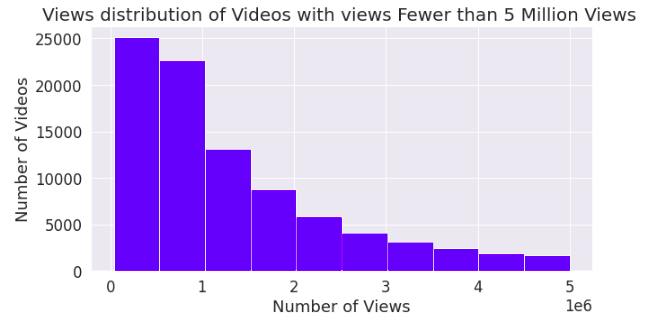 Views distribution of Videos with views Fewer than 5 Million Views
25000
20000
15000
10000
5000
0
Number of Videos
0 1 2 3 4 5
1e6
Number of Views